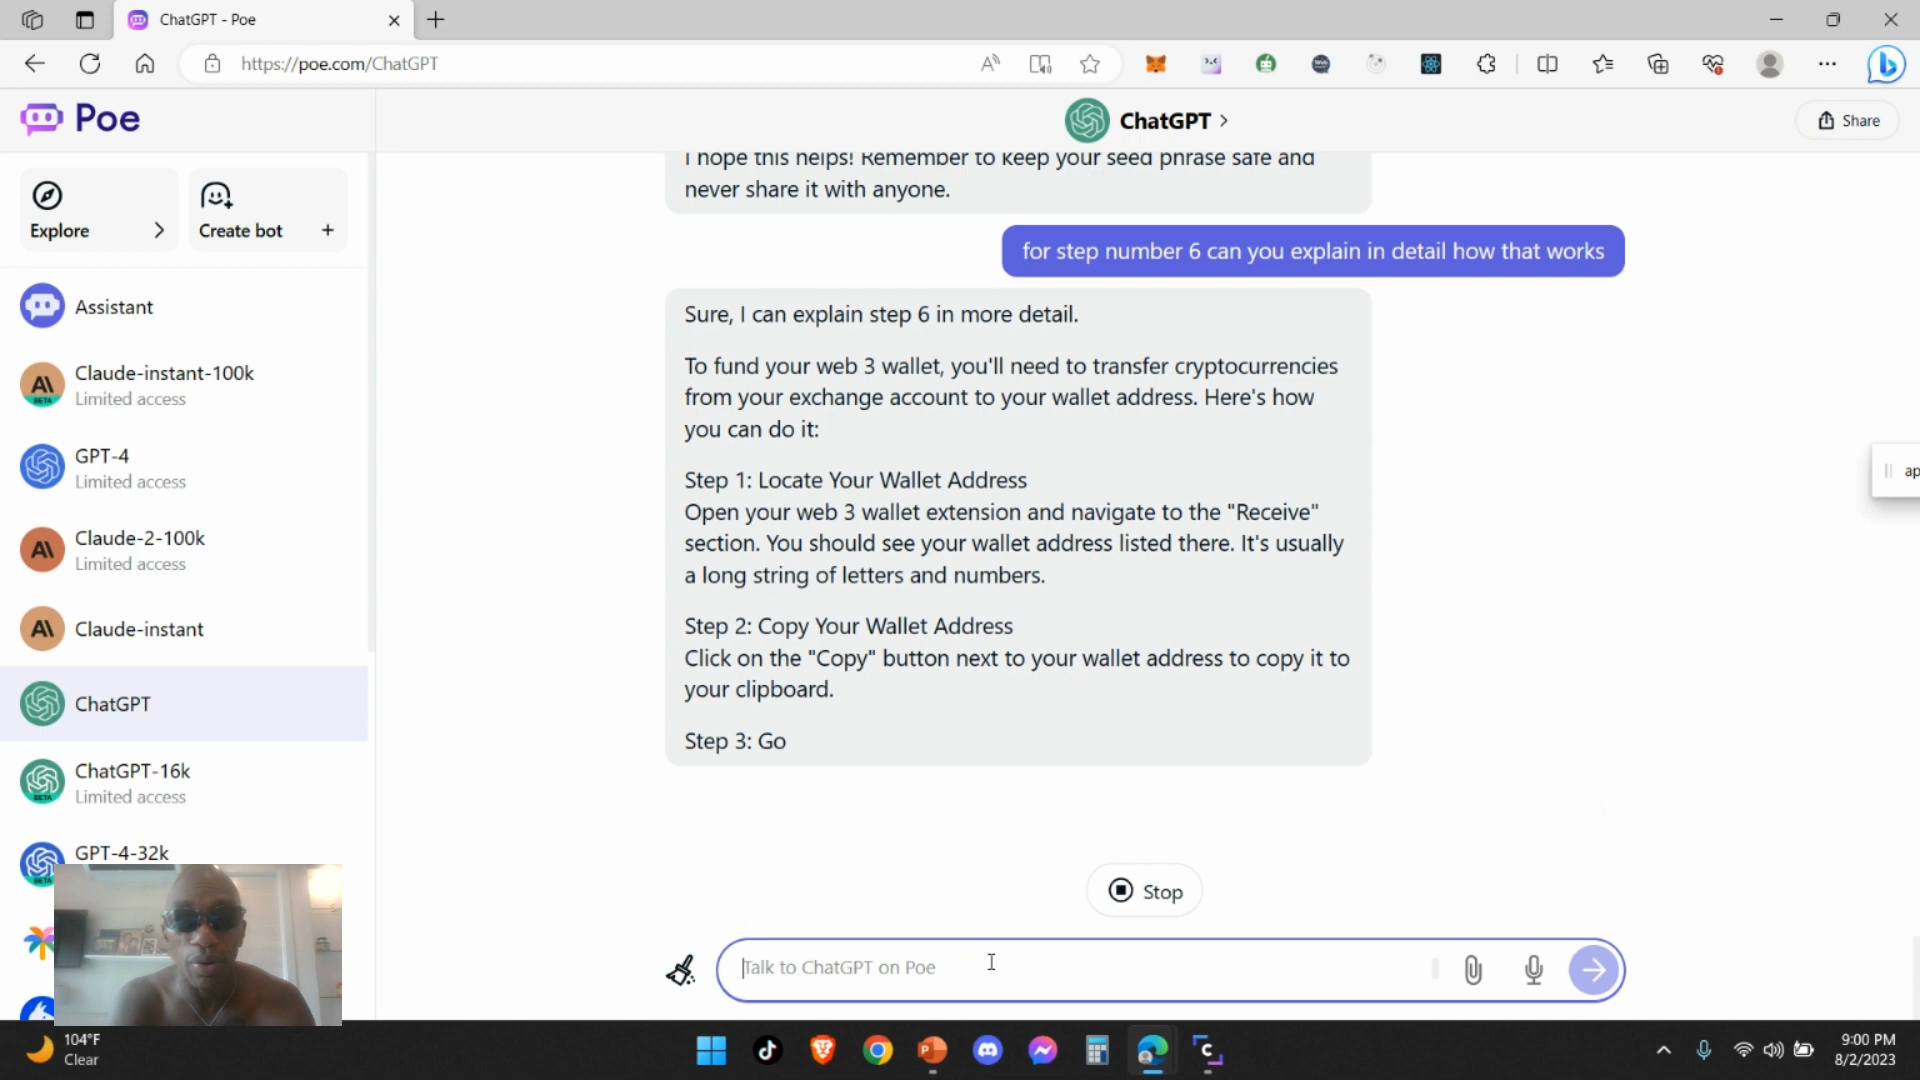 ChatGPT - Poe
https://poe.com/ChatGPT
Poe
ChatGPT
Share
Explore
Create bot
I hope this helps! Remember to keep your seed phrase safe and
never share it with anyone.
for step number 6 can you explain in detail how that works
Sure, I can explain step 6 in more detail.
To fund your web 3 wallet, you'll need to transfer cryptocurrencies
from your exchange account to your wallet address. Here's how
you can do it:
Step 1: Locate Your Wallet Address
Open your web 3 wallet extension and navigate to the "Receive"
section. You should see your wallet address listed there. It's usually
a long string of letters and numbers.
Step 2: Copy Your Wallet Address
Click on the "Copy" button next to your wallet address to copy it to
your clipboard.
Step 3: Go
Assistant
Claude-instant-100k
Limited access
GPT-4
Limited access
Claude-2-100k
Limited access
Claude-instant
ChatGPT
ChatGPT-16k
Limited access
GPT-4-32k
ap
Stop
Talk to ChatGPT on Poe
104°F
Clear
9:00 PM
8/2/2023